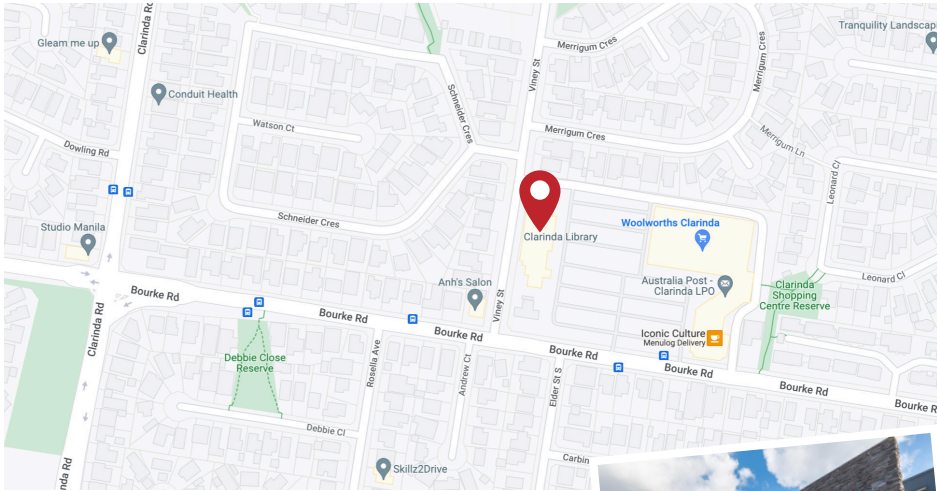 Gleam me up
Clarinda Rd
Tranquility Landscap
Merrigum Cres
Viney St
Merrigum Cres
Conduit Health
Schneider Cres
Watson Ct
Merrigum Cres
Merrigum Ln
Dowling Rd
Leonard Cl
Schneider Cres
Studio Manila
Woolworths Clarinda
Clarinda Library
Leonard Cl
Australia Post -
Clarinda LPO
Clarinda
Shopping
Centre Reserve
Ann's Salon
Bourke Rd
Viney St
Clarinda Rd
Bourke Rd
Bourke Rd
Iconic Culture
Menulog Delivery
Bourke Rd
Bourke Rd
Debbie Close
Reserve
Rosella Ave
Andrew Ct
Elder St S
Bourke Rd
Bourke R
Debbie Cl
Carbin
Skillz2Drive
nda Rd